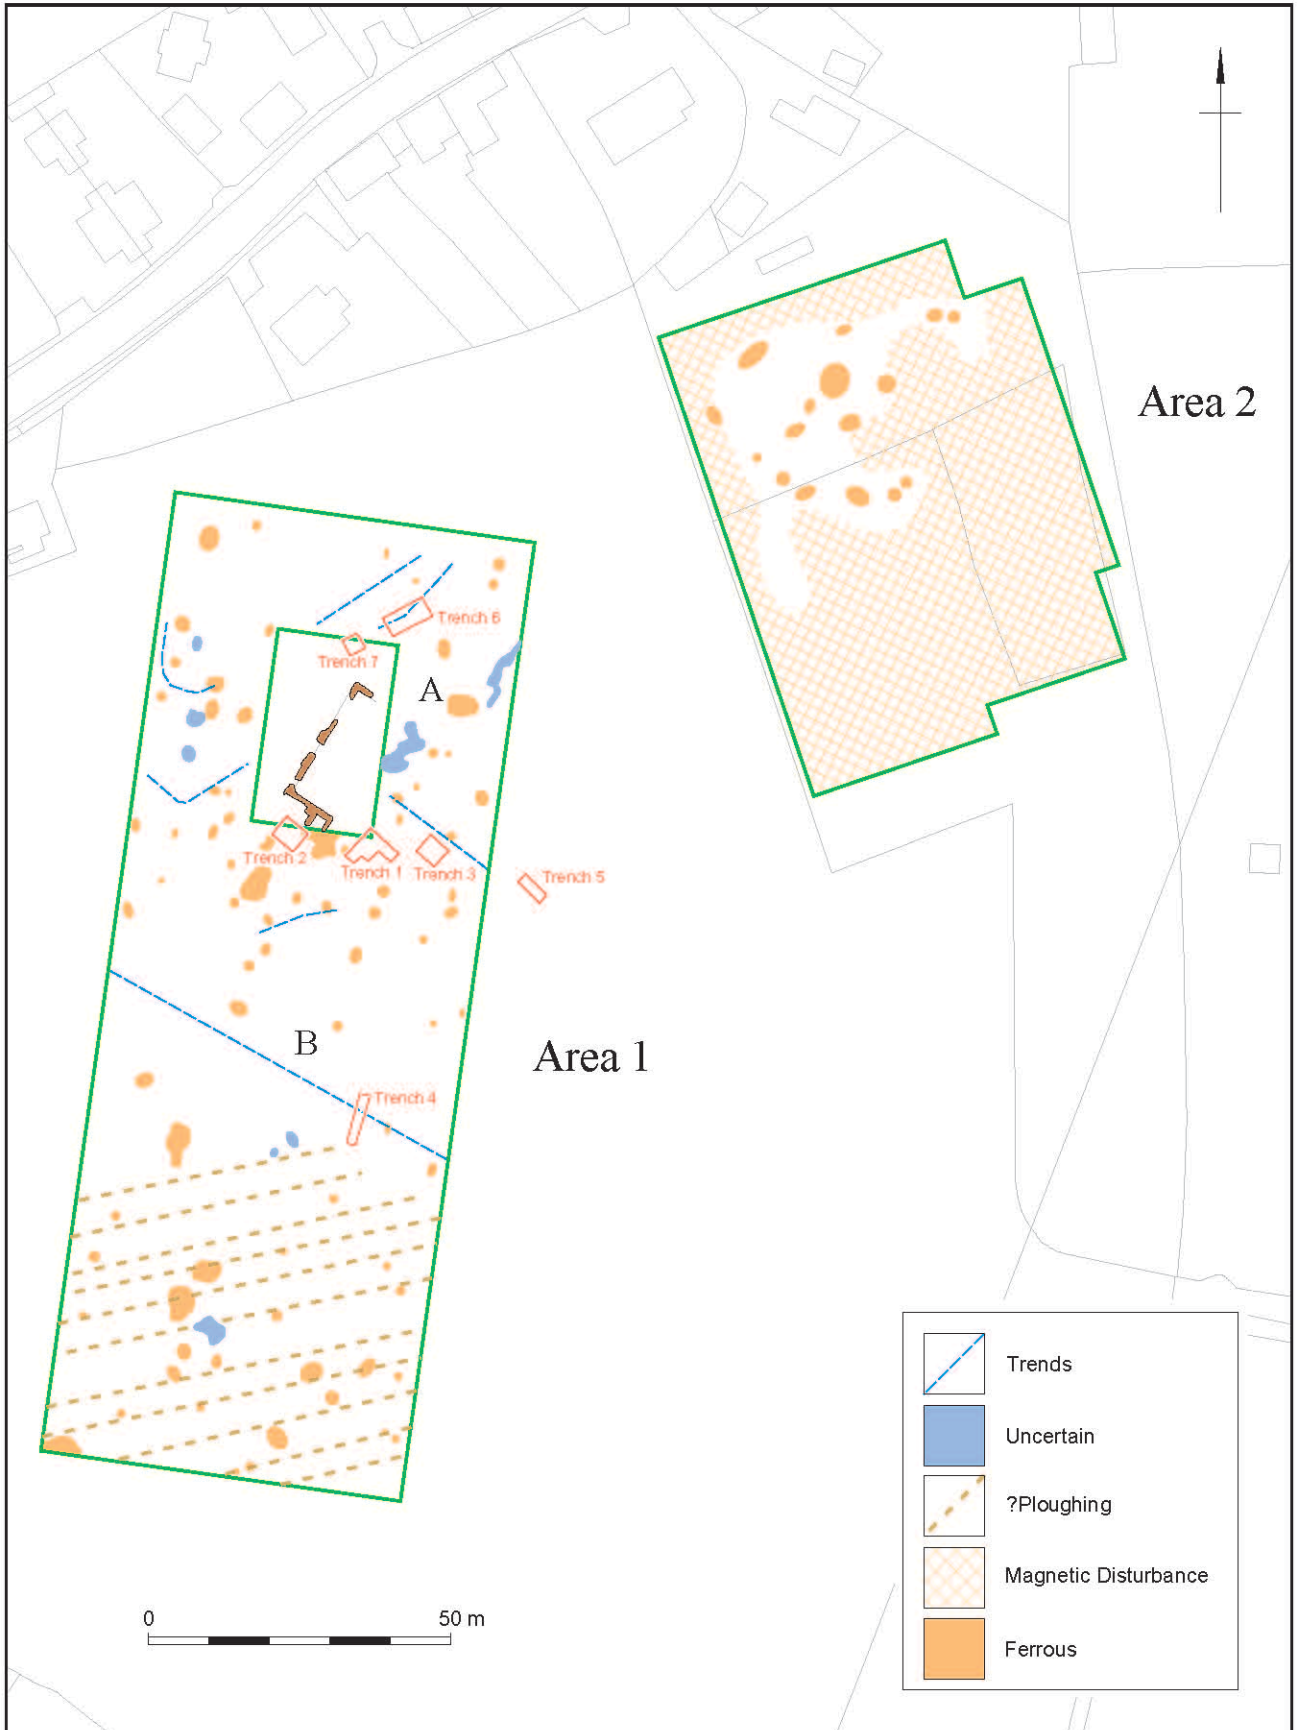 Area 2
Trench 6
Trench 7
A
Trench 2
Trench 1
Trench 3
Trench 5
B
Area 1
Trench 4
Trends
Uncertain
?Ploughing
Magnetic Disturbance
Ferrous
0 50 m